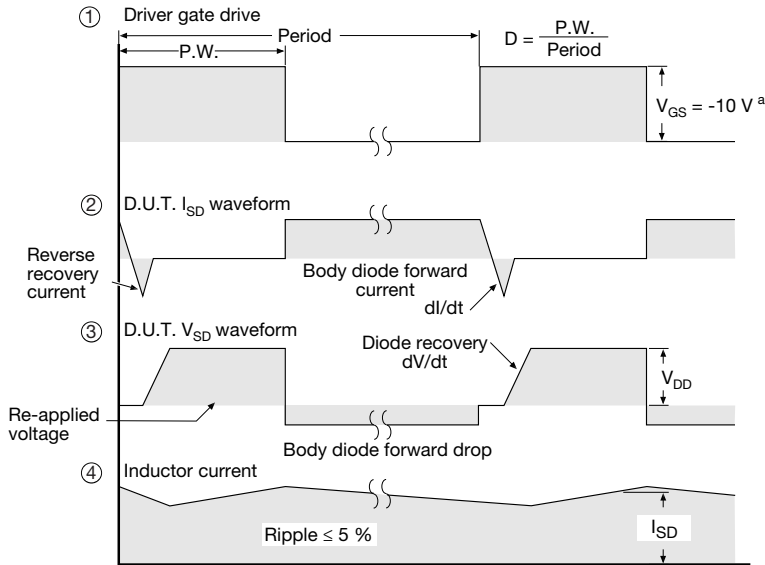 ① Driver gate drive
P.W.
Period
D = P.W. / Period
V_GS = -10 V ᵃ
② D.U.T. I_SD waveform
Reverse
recovery
current
Body diode forward
current
dI/dt
③ D.U.T. V_SD waveform
Diode recovery
dV/dt
V_DD
Re-applied
voltage
Body diode forward drop
④ Inductor current
Ripple ≤ 5 %
I_SD